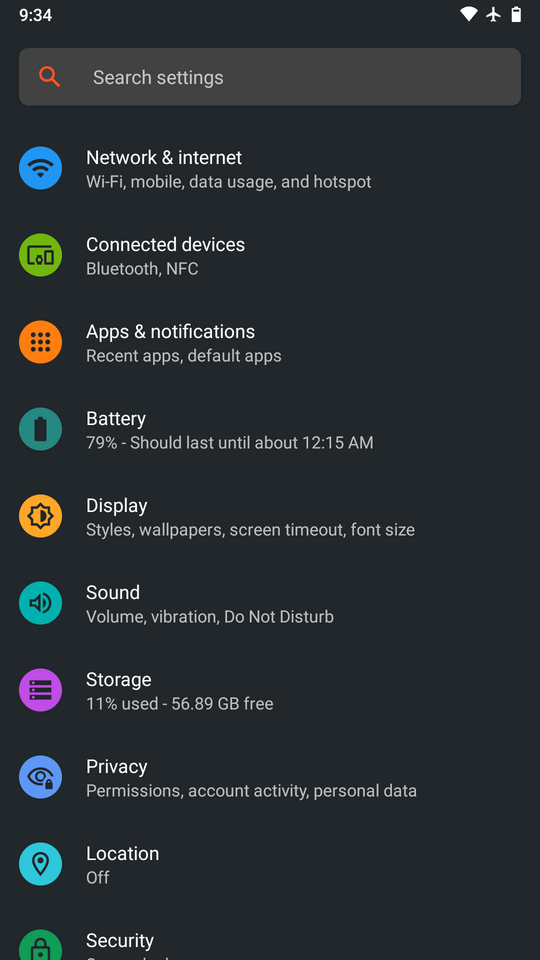 9:34
Search settings
Network & internet
Wi-Fi, mobile, data usage, and hotspot
Connected devices
Bluetooth, NFC
Apps & notifications
Recent apps, default apps
Battery
79% - Should last until about 12:15 AM
Display
Styles, wallpapers, screen timeout, font size
Sound
Volume, vibration, Do Not Disturb
Storage
11% used - 56.89 GB free
Privacy
Permissions, account activity, personal data
Location
Off
Security